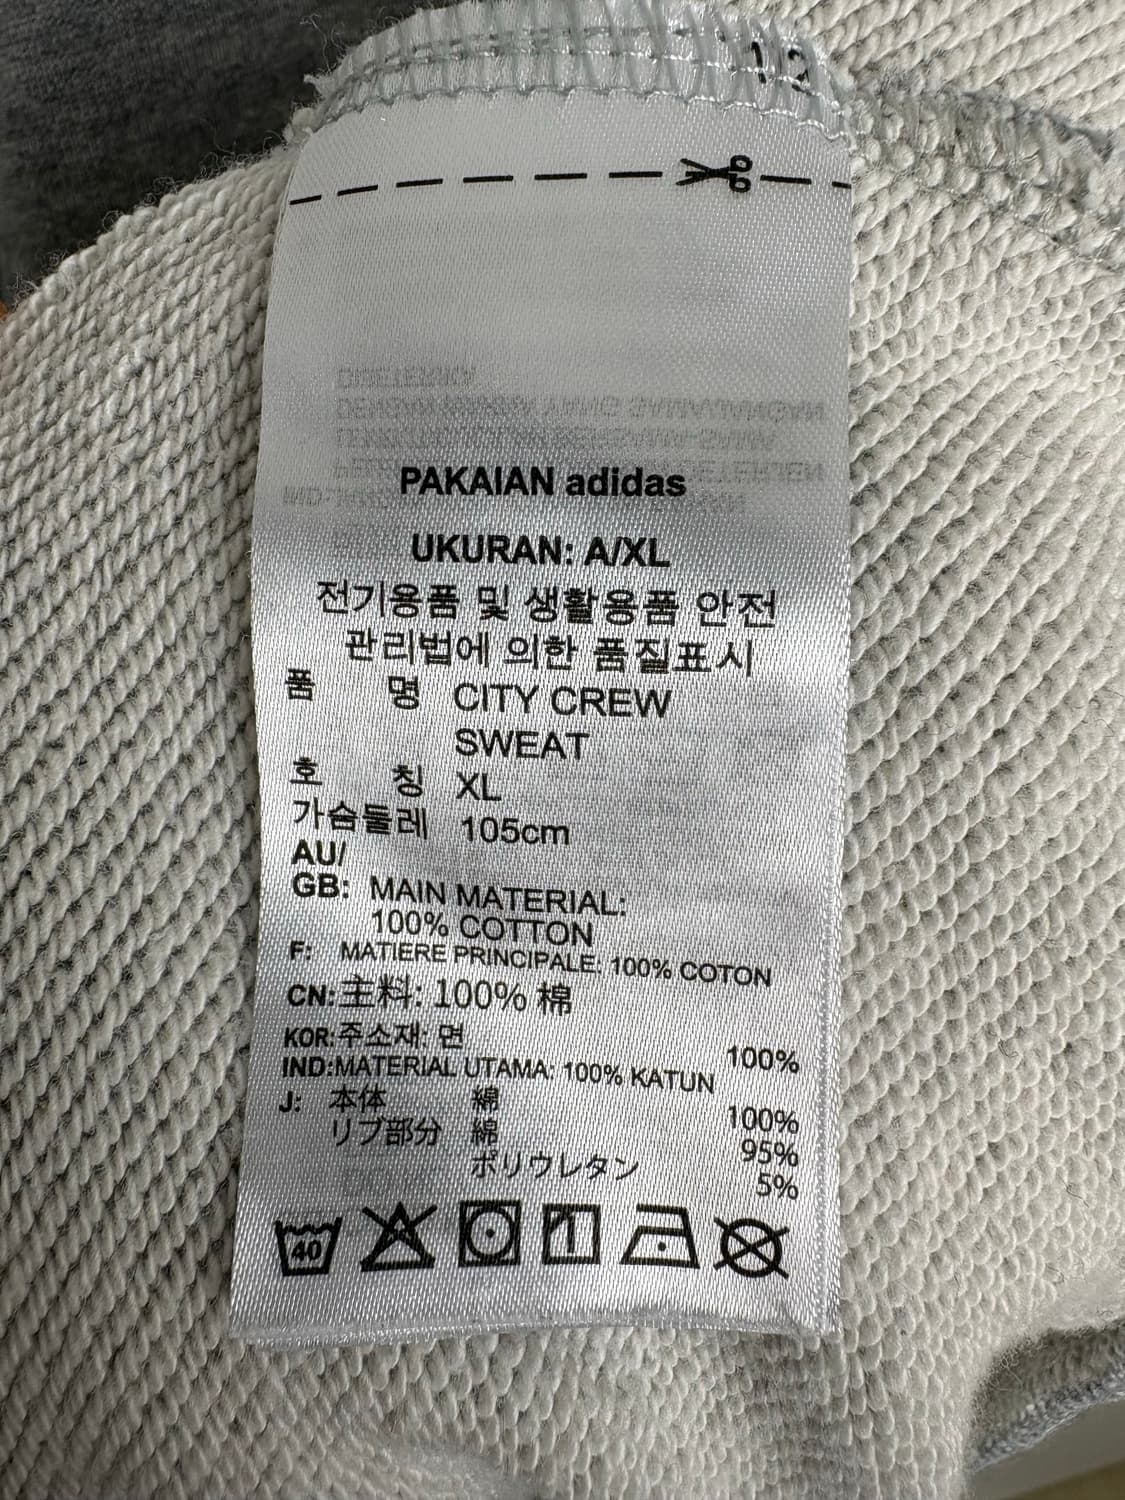 12
PAKAIAN adidas
UKURAN: A/XL
전기용품 및 생활용품 안전
관리법에 의한 품질표시
품 명 CITY CREW
SWEAT
호 칭 XL
가슴둘레 105cm
AU/
GB: MAIN MATERIAL:
100% COTTON
F: MATIERE PRINCIPALE: 100% COTON
CN: 主料: 100% 棉
KOR: 주소재: 면 100%
IND:MATERIAL UTAMA: 100% KATUN
J: 本体 綿 100%
リブ部分 綿 95%
ポリウレタン 5%
40